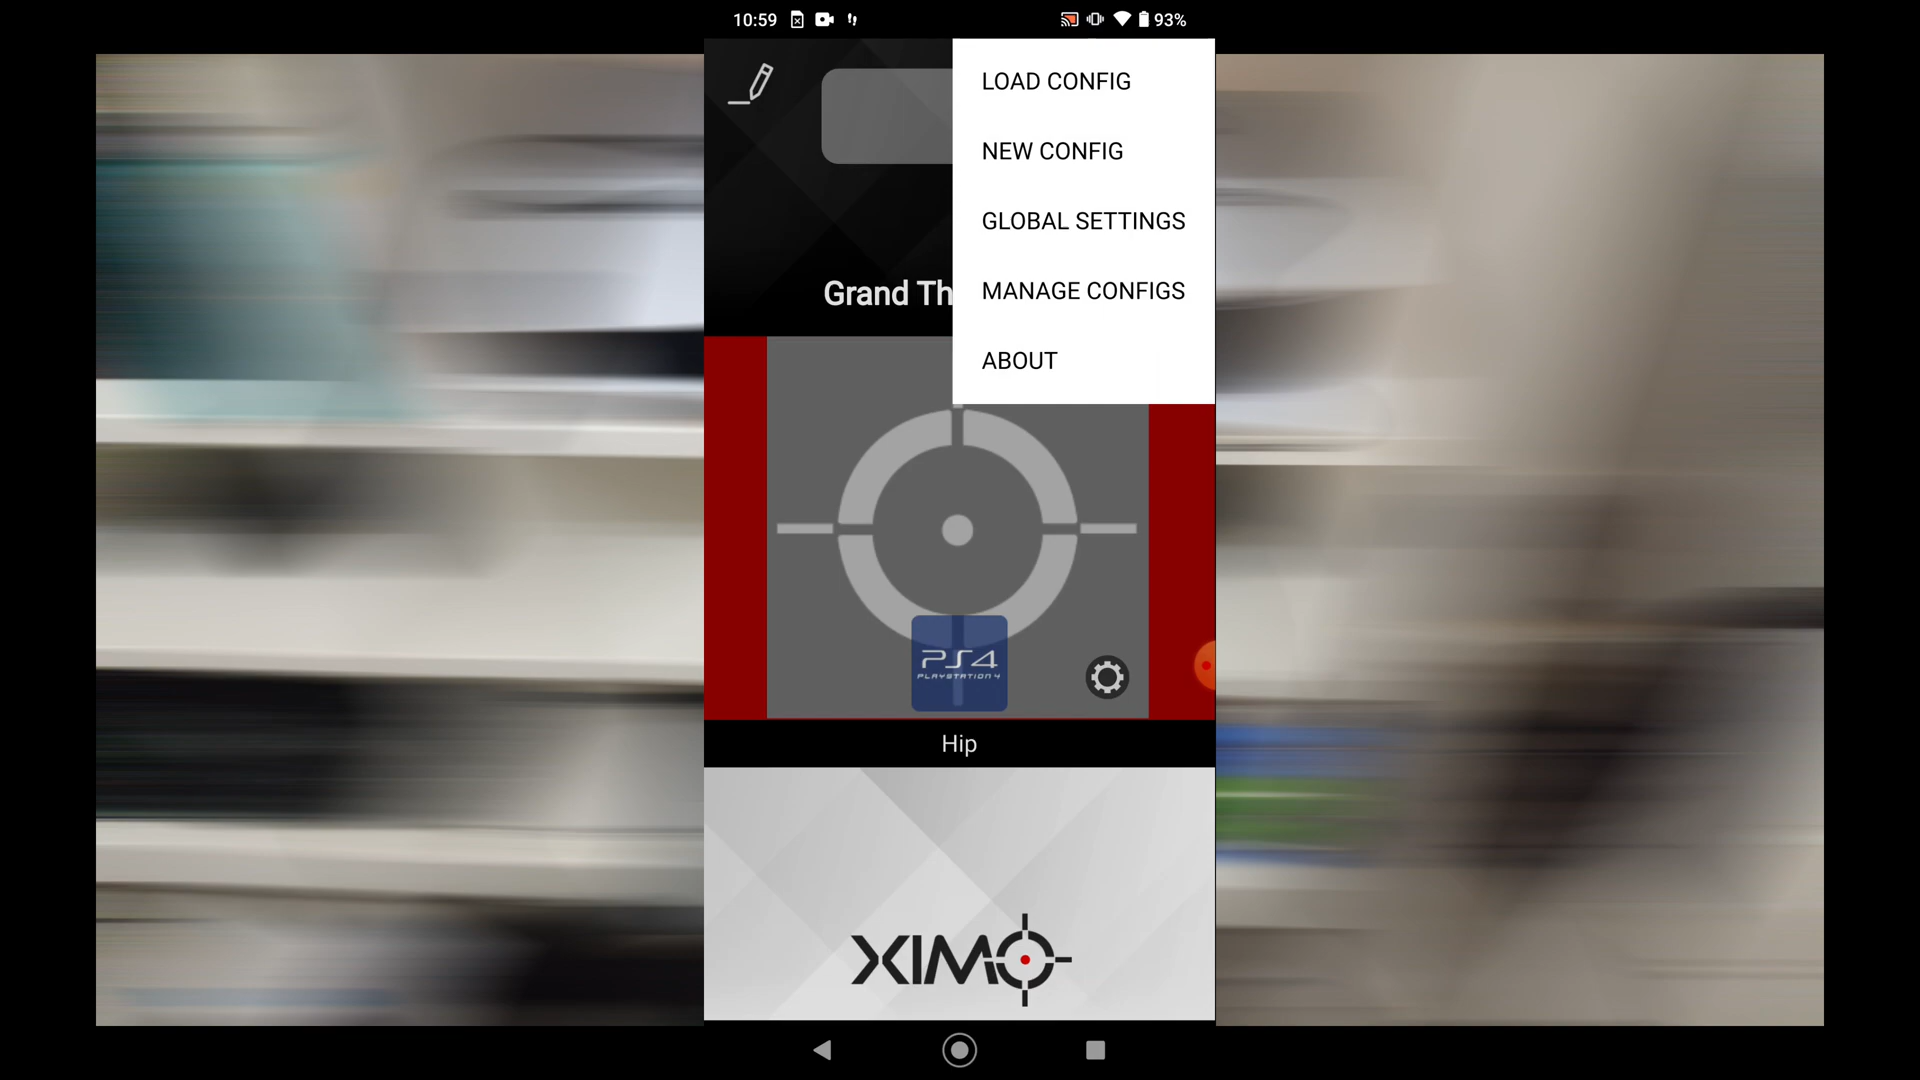 10:59
93%
LOAD CONFIG
NEW CONFIG
GLOBAL SETTINGS
Grand Th
MANAGE CONFIGS
ABOUT
PS4
PLAYSTATION 4
Hip
XIM